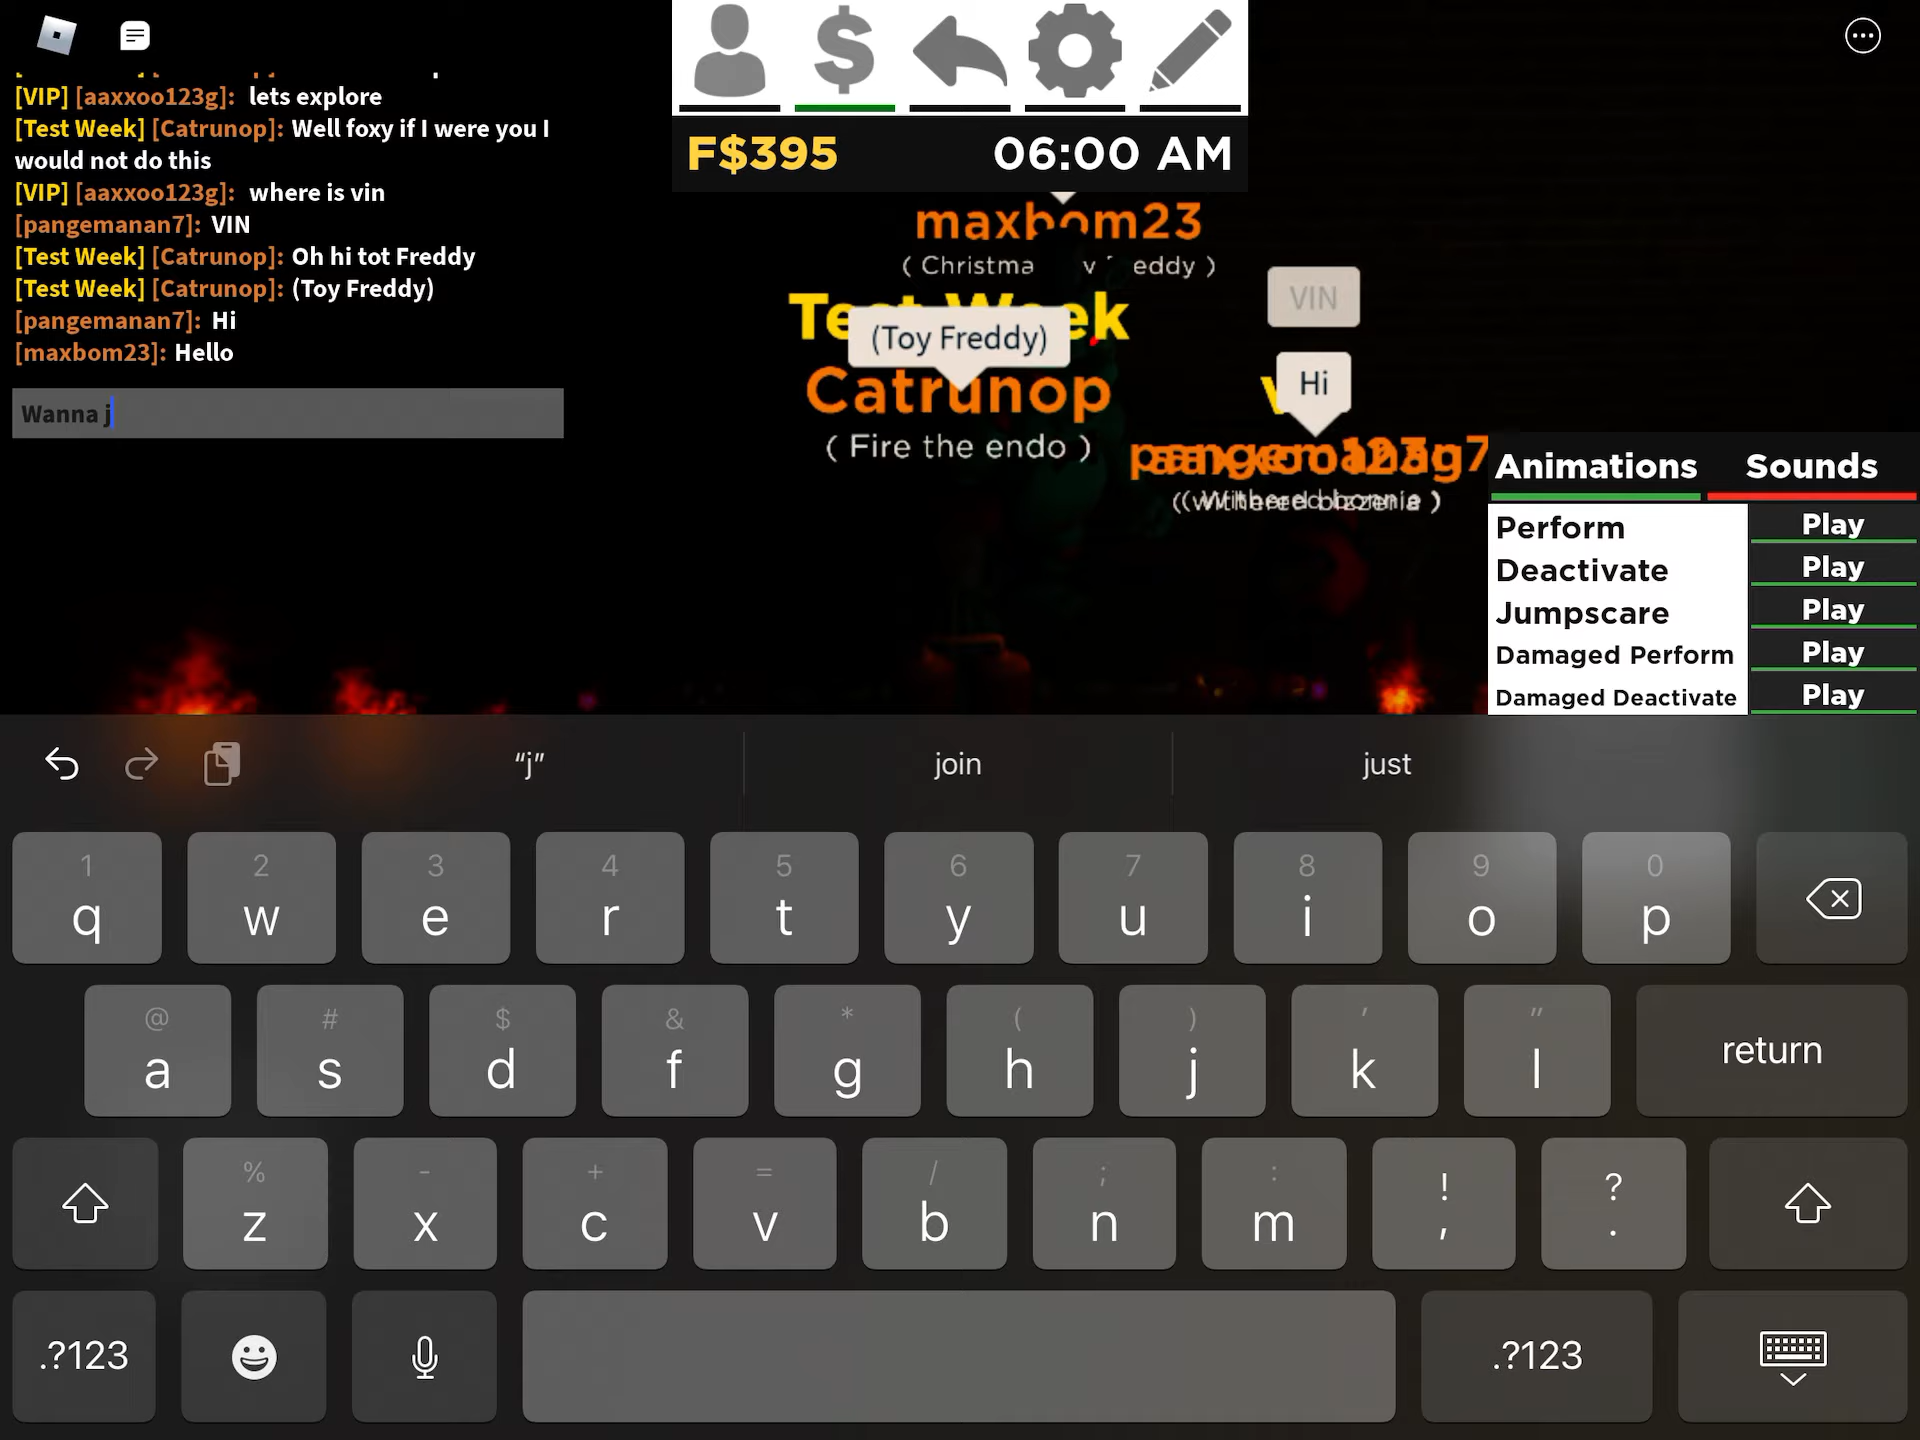 [VIP] [aaxxoo123g]: lets explore
[Test Week] [Catrunop]: Well foxy if I were you I
would not do this
[VIP] [aaxxoo123g]: where is vin
[pangemanan7]: VIN
[Test Week] [Catrunop]: Oh hi tot Freddy
[Test Week] [Catrunop]: (Toy Freddy)
[pangemanan7]: Hi
[maxbom23]: Hello
Wanna j
F$395 06:00 AM
maxbom23
VIN
(Toy Freddy)
Catrunop
( Fire the endo )
Hi
Animations Sounds
Perform Play
Deactivate Play
Jumpscare Play
Damaged Perform Play
Damaged Deactivate Play
“j” join just
1 2 3 4 5 6 7 8 9 0
q w e r t y u i o p
@ # $ & * ( ) ' "
a s d f g h j k l return
% - + = / ; : ! ?
z x c v b n m , .
.?123 .?123